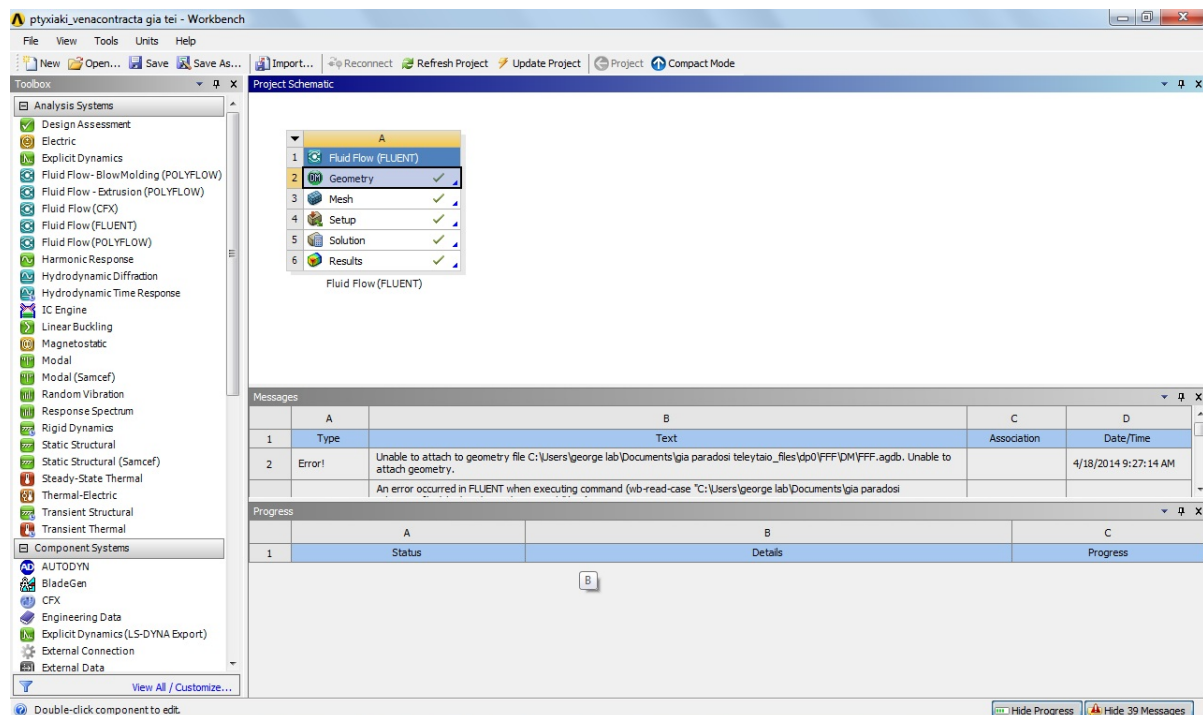 ptyxiaki_venacontracta gia tei - Workbench
File View Tools Units Help
New Open... Save Save As... Import... Reconnect Refresh Project Update Project Project Compact Mode
Toolbox
Analysis Systems
Design Assessment
Electric
Explicit Dynamics
Fluid Flow-BlowMolding (POLYFLOW)
Fluid Flow - Extrusion (POLYFLOW)
Fluid Flow (CFX)
Fluid Flow (FLUENT)
Fluid Flow (POLYFLOW)
Harmonic Response
Hydrodynamic Diffraction
Hydrodynamic Time Response
IC Engine
Linear Buckling
Magnetostatic
Modal
Modal (Samcef)
Random Vibration
Response Spectrum
Rigid Dynamics
Static Structural
Static Structural (Samcef)
Steady-State Thermal
Thermal-Electric
Transient Structural
Transient Thermal
Component Systems
AUTODYN
BladeGen
CFX
Engineering Data
Explicit Dynamics (LS-DYNA Export)
External Connection
External Data
View All / Customize...
Project Schematic
A
1 Fluid Flow (FLUENT)
2 DM Geometry
3 Mesh
4 Setup
5 Solution
6 Results
Fluid Flow (FLUENT)
Messages
A B C D
1 Type Text Association Date/Time
2 Error! Unable to attach to geometry file C:\Users\george lab\Documents\gia paradosi teleytaio_files\dp0\FFF\DM\FFF.agdb. Unable to 4/18/2014 9:27:14 AM
attach geometry.
An error occurred in FLUENT when executing command (wb-read-case "C:\Users\george lab\Documents\gia paradosi
Progress
A B C
1 Status Details Progress
B
Double-click component to edit.
Hide Progress Hide 39 Messages